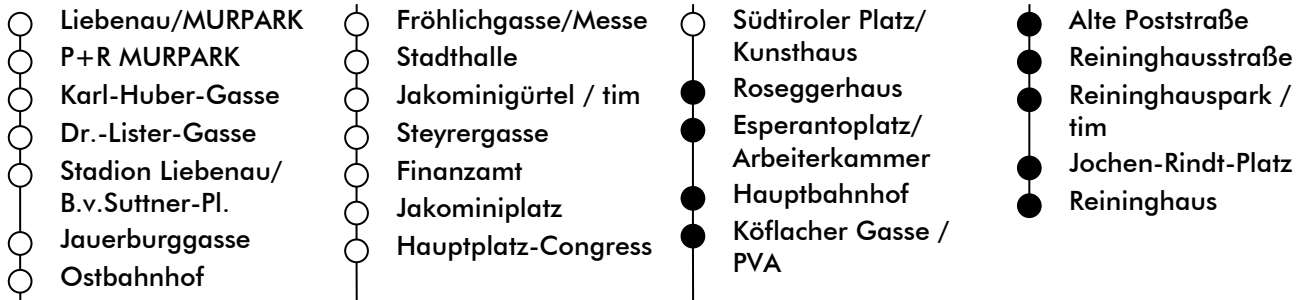 Liebenau/MURPARK
P+R MURPARK
Karl-Huber-Gasse
Dr.-Lister-Gasse
Stadion Liebenau/
B.v.Suttner-Pl.
Jauerburggasse
Ostbahnhof
Fröhlichgasse/Messe
Stadthalle
Jakominigürtel / tim
Steyrergasse
Finanzamt
Jakominiplatz
Hauptplatz-Congress
Südtiroler Platz/
Kunsthaus
Roseggerhaus
Esperantoplatz/
Arbeiterkammer
Hauptbahnhof
Köflacher Gasse /
PVA
Alte Poststraße
Reininghausstraße
Reininghauspark /
tim
Jochen-Rindt-Platz
Reininghaus